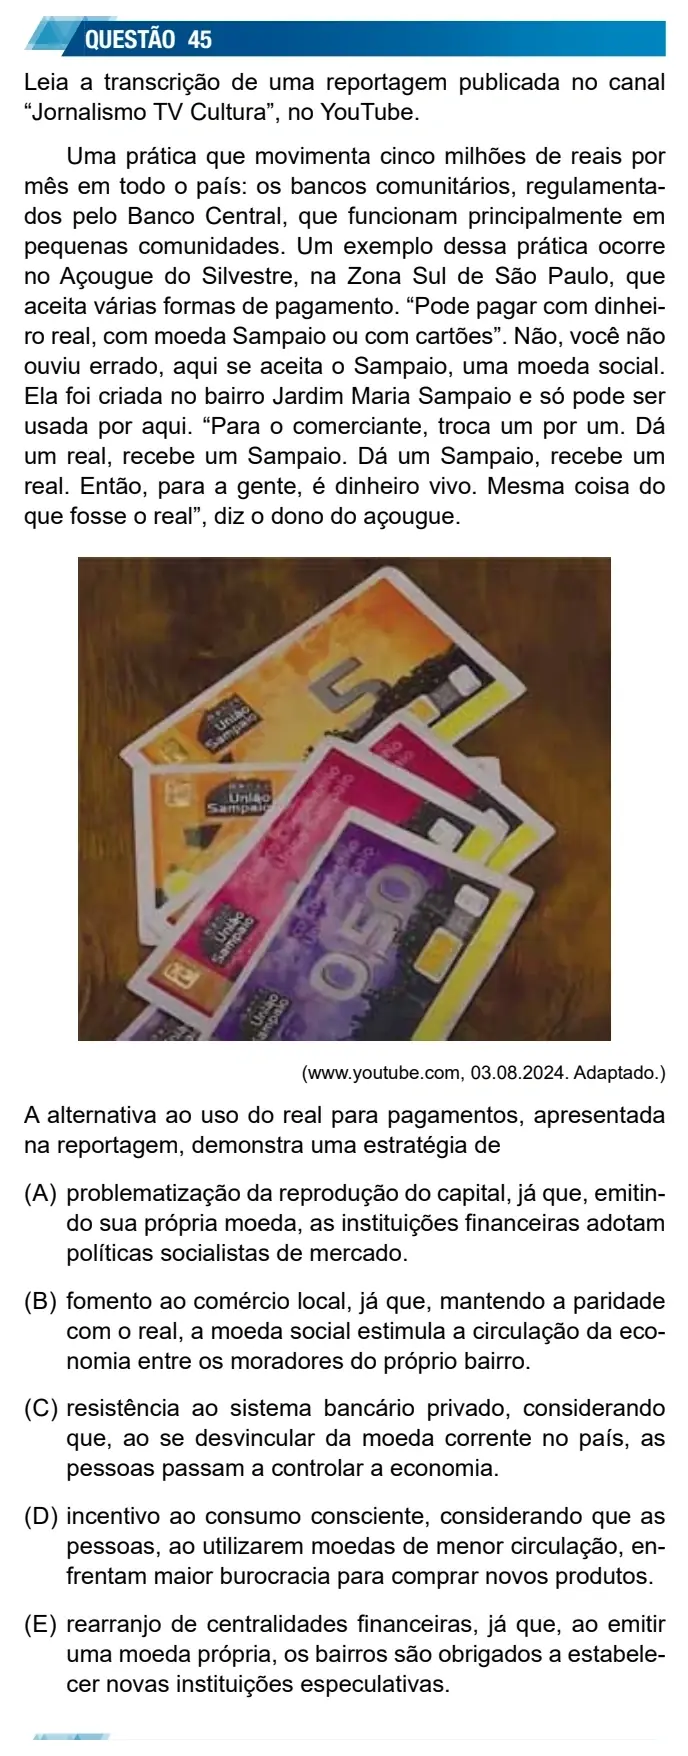 QUESTÃO 45
Leia a transcrição de uma reportagem publicada no canal
“Jornalismo TV Cultura”, no YouTube.
Uma prática que movimenta cinco milhões de reais por
mês em todo o país: os bancos comunitários, regulamenta-
dos pelo Banco Central, que funcionam principalmente em
pequenas comunidades. Um exemplo dessa prática ocorre
no Açougue do Silvestre, na Zona Sul de São Paulo, que
aceita várias formas de pagamento. “Pode pagar com dinhei-
ro real, com moeda Sampaio ou com cartões”. Não, você não
ouviu errado, aqui se aceita o Sampaio, uma moeda social.
Ela foi criada no bairro Jardim Maria Sampaio e só pode ser
usada por aqui. “Para o comerciante, troca um por um. Dá
um real, recebe um Sampaio. Dá um Sampaio, recebe um
real. Então, para a gente, é dinheiro vivo. Mesma coisa do
que fosse o real”, diz o dono do açougue.
5
União
Sampaio
União
Sampaio
União
Sampaio
0,50
União
Sampaio
(www.youtube.com, 03.08.2024. Adaptado.)
A alternativa ao uso do real para pagamentos, apresentada
na reportagem, demonstra uma estratégia de
(A) problematização da reprodução do capital, já que, emitin-
do sua própria moeda, as instituições financeiras adotam
políticas socialistas de mercado.
(B) fomento ao comércio local, já que, mantendo a paridade
com o real, a moeda social estimula a circulação da eco-
nomia entre os moradores do próprio bairro.
(C) resistência ao sistema bancário privado, considerando
que, ao se desvincular da moeda corrente no país, as
pessoas passam a controlar a economia.
(D) incentivo ao consumo consciente, considerando que as
pessoas, ao utilizarem moedas de menor circulação, en-
frentam maior burocracia para comprar novos produtos.
(E) rearranjo de centralidades financeiras, já que, ao emitir
uma moeda própria, os bairros são obrigados a estabele-
cer novas instituições especulativas.